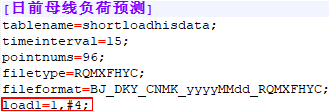 [日前母线负荷预测]
tablename=shortloadhisdata;
timeinterval=15;
pointnums=96;
filetype=RQMXFHYC;
fileformat=BJ_DKY_CNMK_yyyyMMdd_RQMXFHYC;
load1=1,#4;